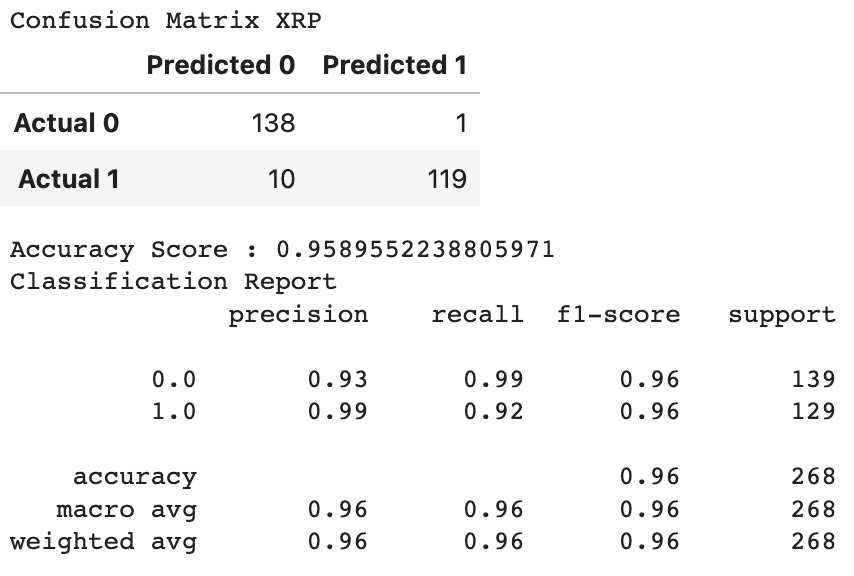 Confusion Matrix XRP
Predicted 0 Predicted 1
Actual 0 138 1
Actual 1 10 119
Accuracy Score : 0.9589552238805971
Classification Report
precision recall f1-score support
0.0 0.93 0.99 0.96 139
1.0 0.99 0.92 0.96 129
accuracy 0.96 268
macro avg 0.96 0.96 0.96 268
weighted avg 0.96 0.96 0.96 268